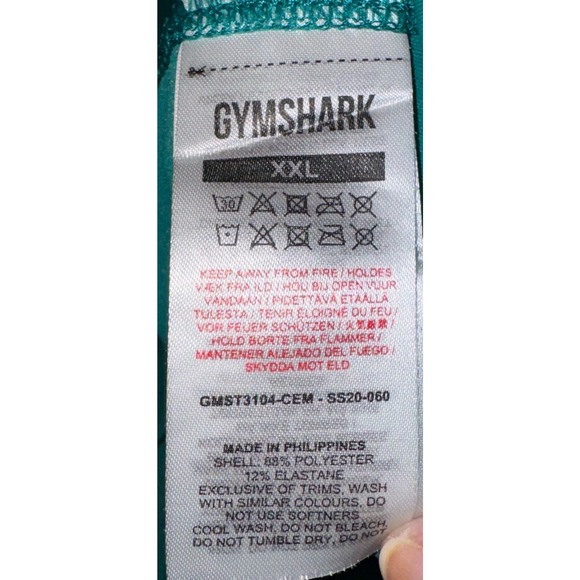 GYMSHARK
XXL
30
KEEP AWAY FROM FIRE / HOLDES
VÆK FRA ILD / HOU BIJ OPEN VUUR
VANDAAN / PIDETTÄVÄ ETÄÄLLÄ
TULESTA / TENIR ÉLOIGNÉ DU FEU /
VOR FEUER SCHÜTZEN / 火気厳禁 /
HOLD BORTE FRA FLAMMER /
MANTENER ALEJADO DEL FUEGO /
SKYDDA MOT ELD
GMST3104-CEM - SS20-060
MADE IN PHILIPPINES
SHELL: 88% POLYESTER
12% ELASTANE
EXCLUSIVE OF TRIMS, WASH
WITH SIMILAR COLOURS, DO
NOT USE SOFTNERS
COOL WASH, DO NOT BLEACH,
DO NOT TUMBLE DRY, DO NOT